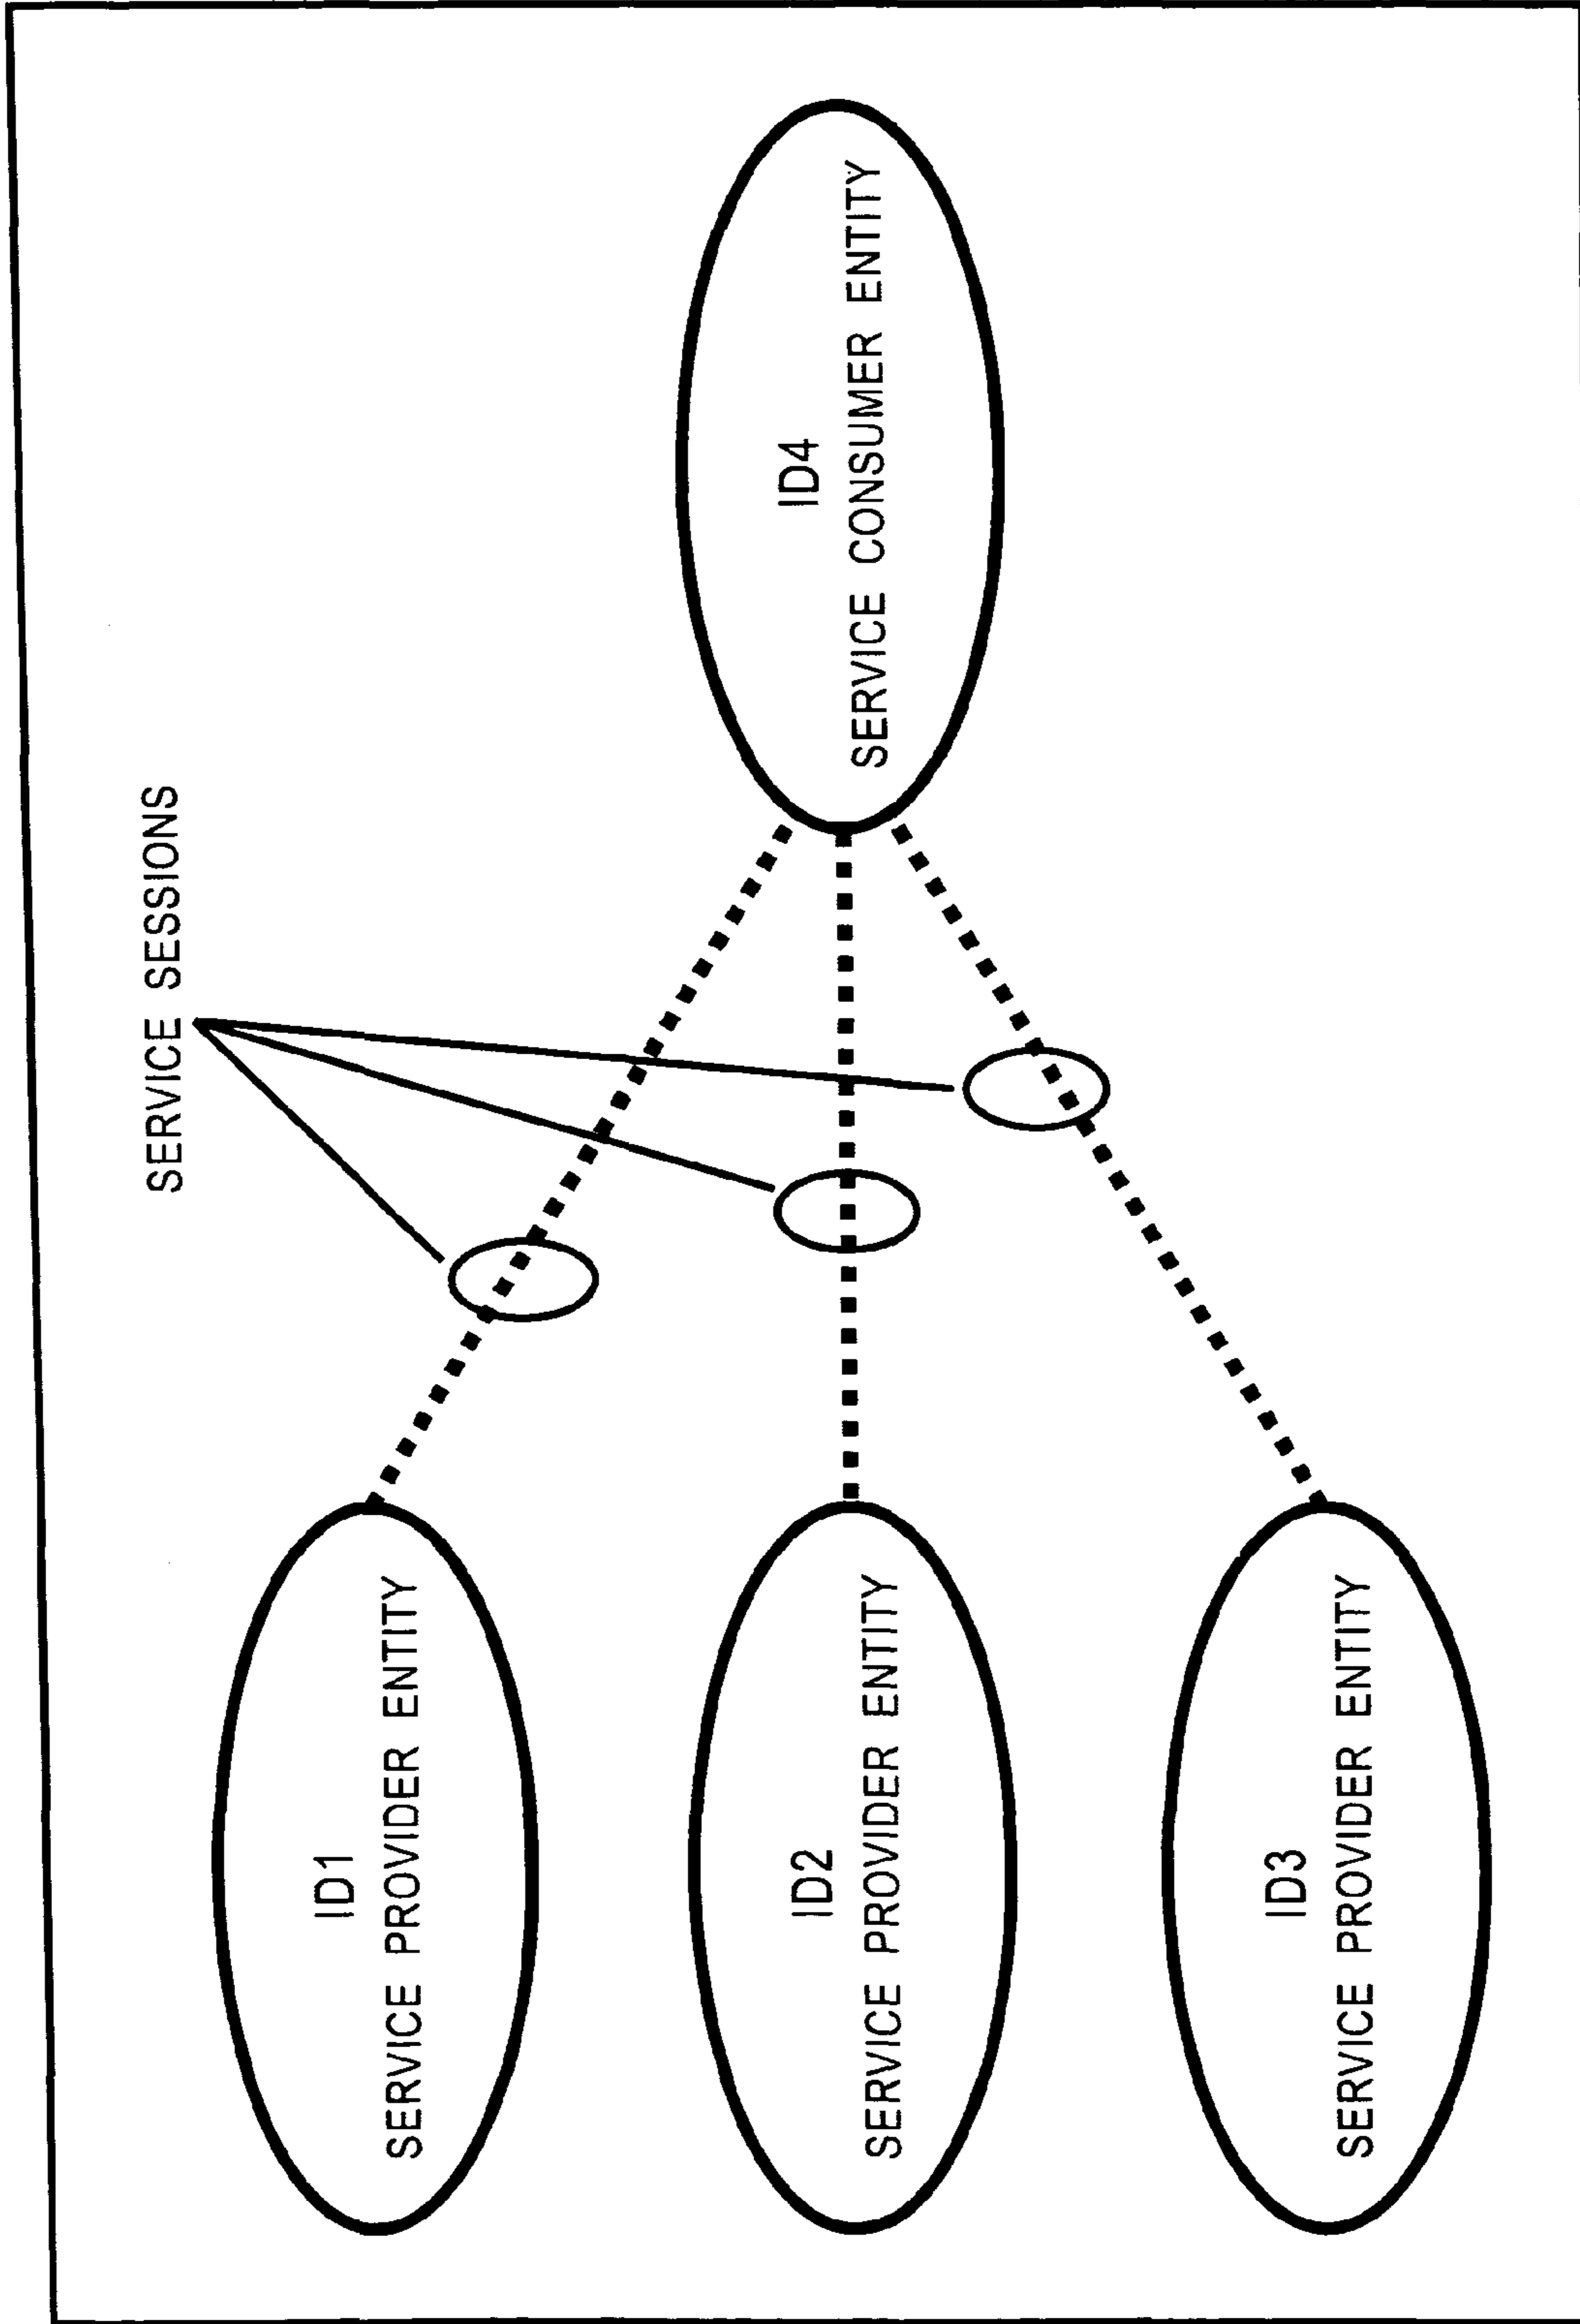 SERVICE SESSIONS
ID1
SERVICE PROVIDER ENTITY
ID2
SERVICE PROVIDER ENTITY
ID3
SERVICE PROVIDER ENTITY
ID4
SERVICE CONSUMER ENTITY